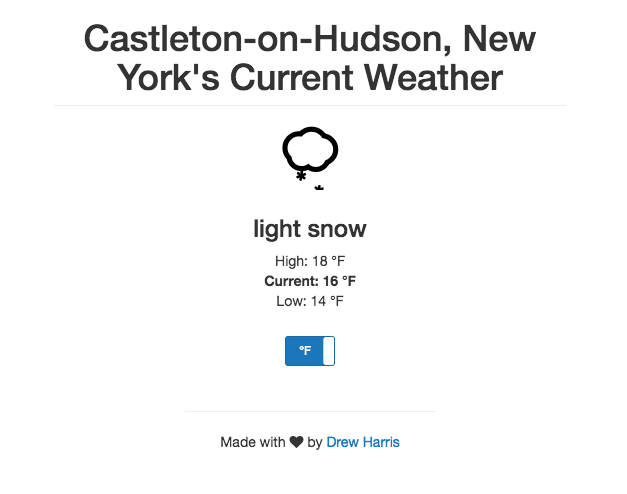 Castleton-on-Hudson, New
York's Current Weather
light snow
High: 18 °F
Current: 16 °F
Low: 14 °F
°F
Made with ♥ by Drew Harris